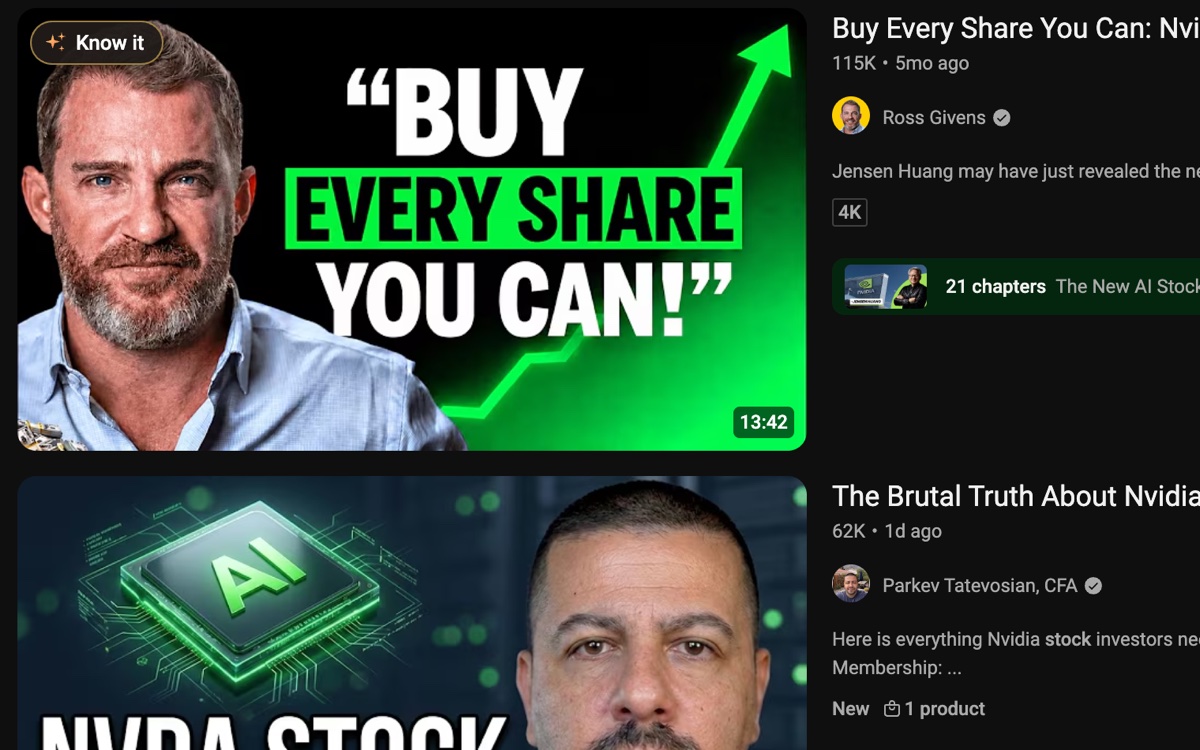 Know it
“BUY
EVERY SHARE
YOU CAN!”
13:42
Buy Every Share You Can: Nvi
115K • 5mo ago
Ross Givens
Jensen Huang may have just revealed the ne
4K
21 chapters The New AI Stock
AI
NVDA STOCK
The Brutal Truth About Nvidia
62K • 1d ago
Parkev Tatevosian, CFA
Here is everything Nvidia stock investors nee
Membership: ...
New 1 product